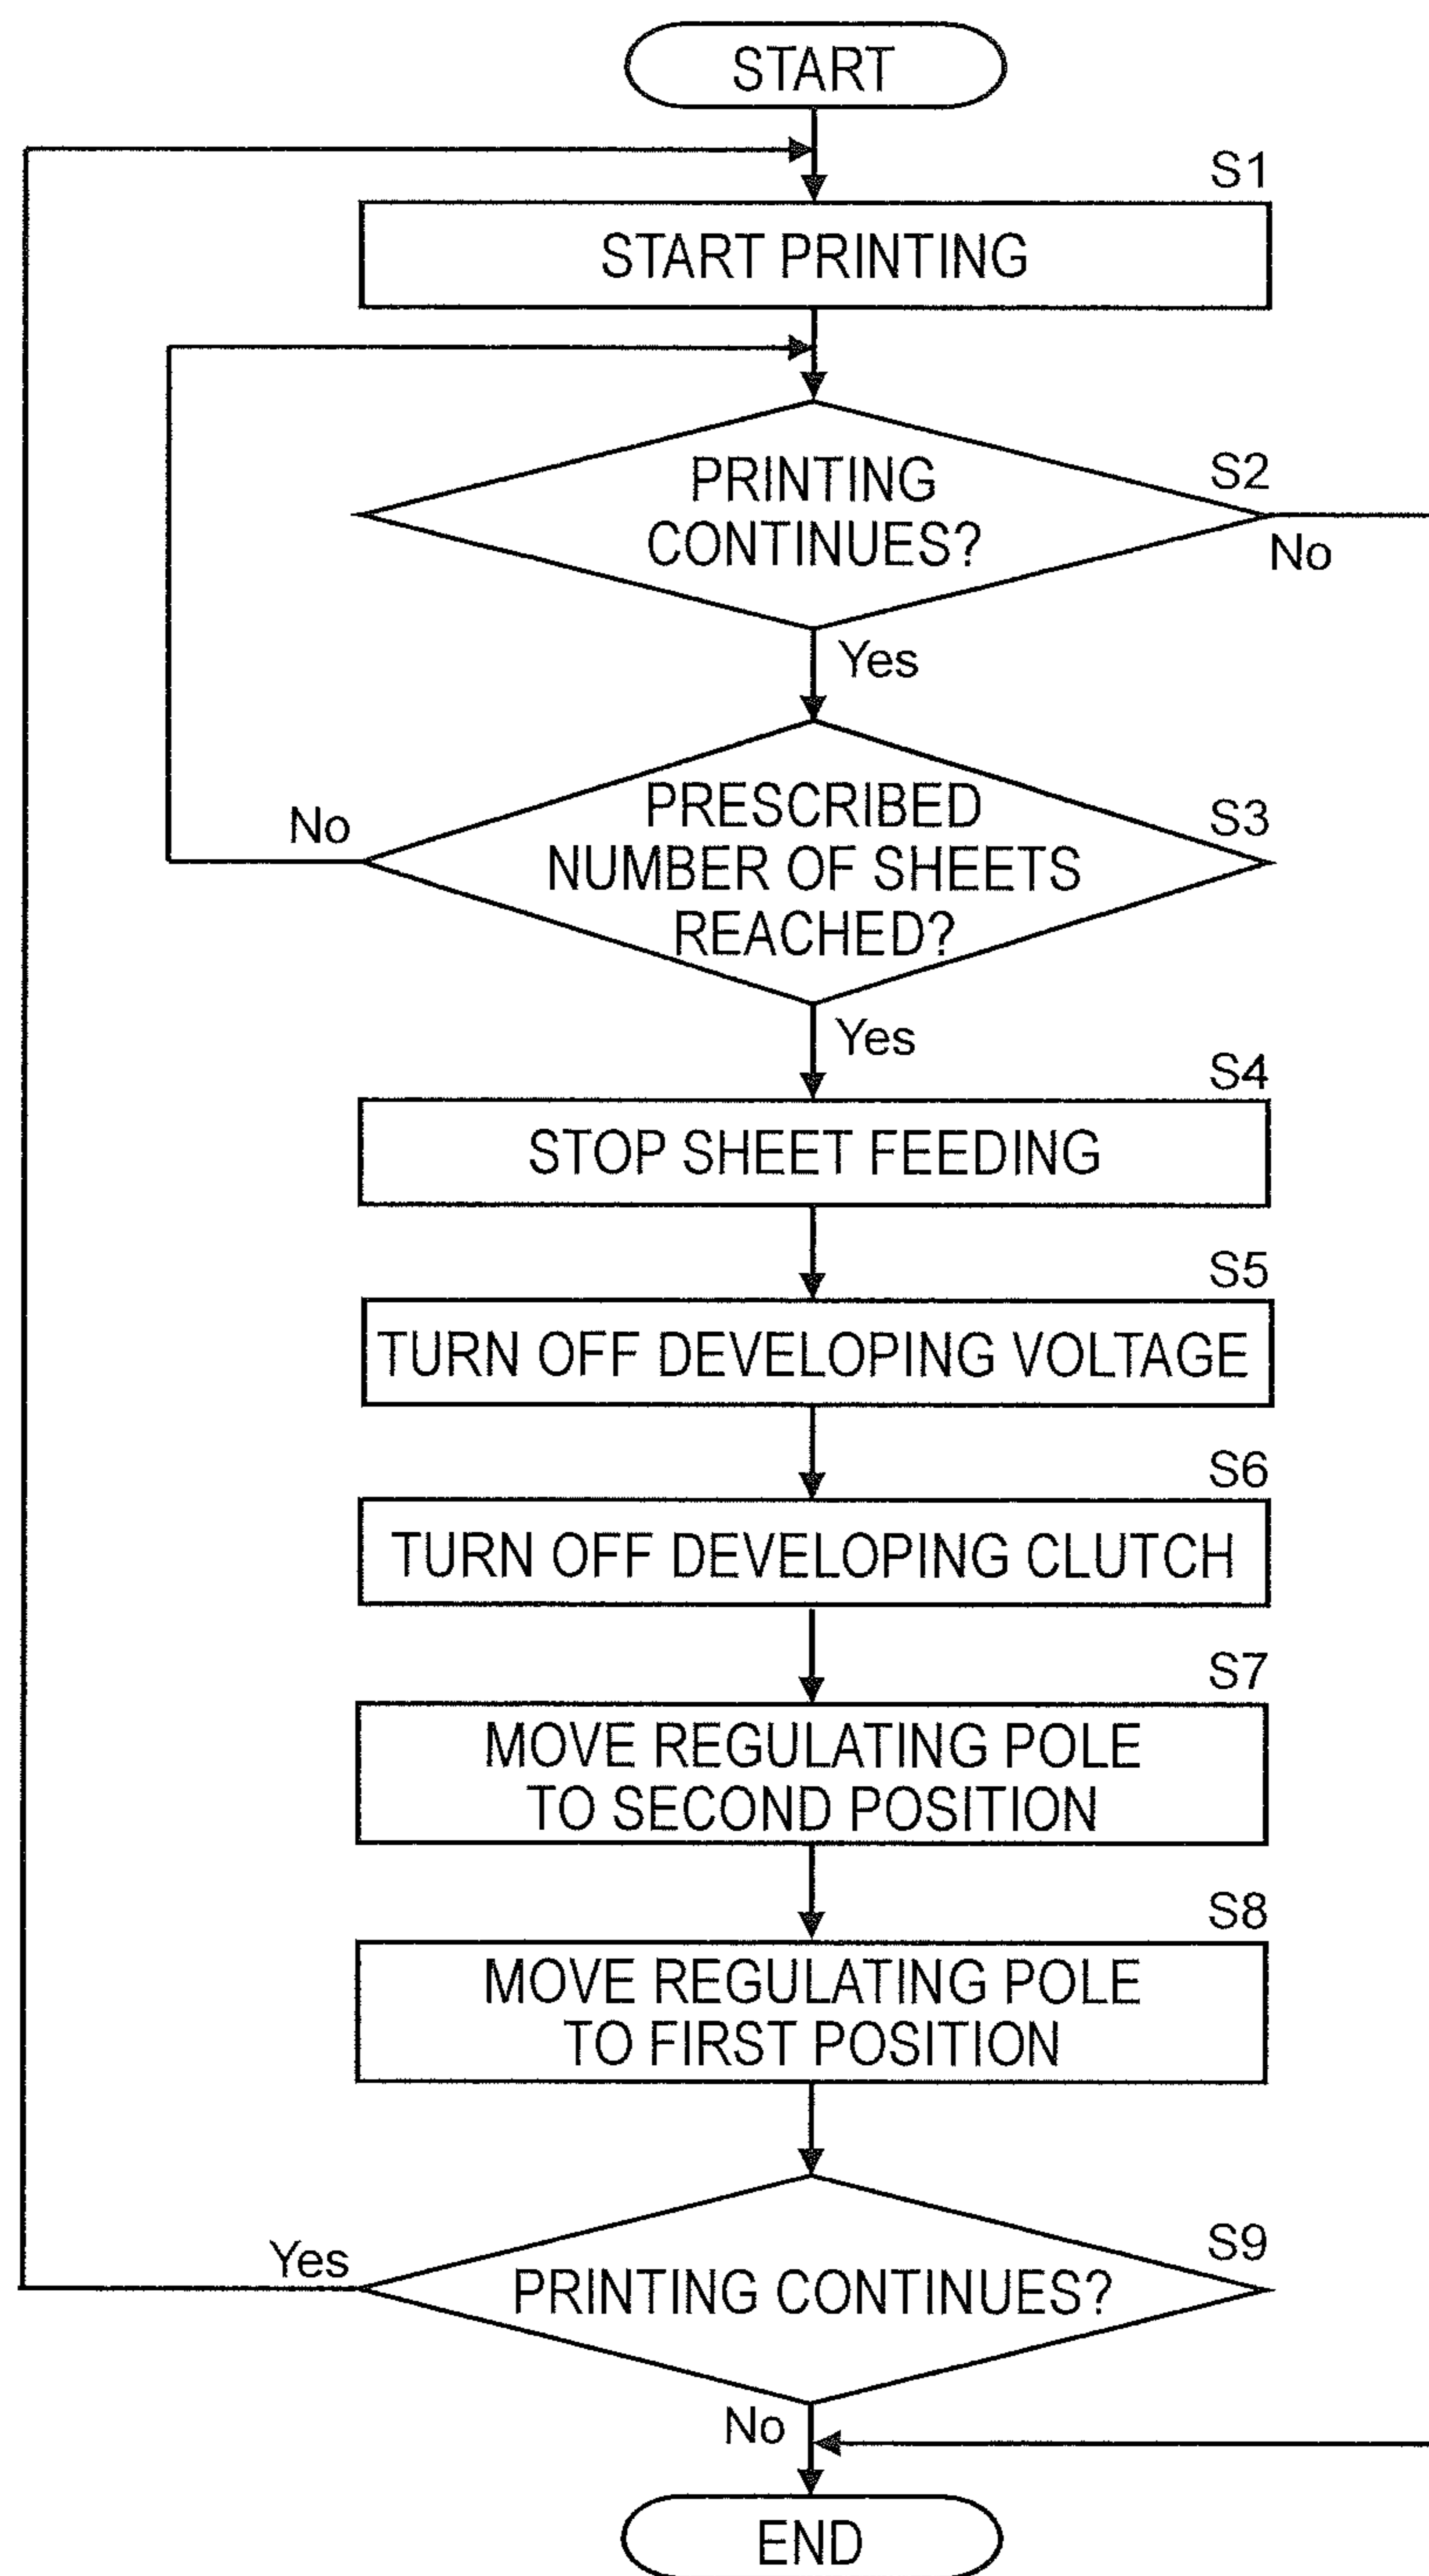 START
S1
START PRINTING
S2
PRINTING
CONTINUES?
No
Yes
S3
PRESCRIBED
NUMBER OF SHEETS
REACHED?
No
Yes
S4
STOP SHEET FEEDING
S5
TURN OFF DEVELOPING VOLTAGE
S6
TURN OFF DEVELOPING CLUTCH
S7
MOVE REGULATING POLE
TO SECOND POSITION
S8
MOVE REGULATING POLE
TO FIRST POSITION
S9
Yes
PRINTING CONTINUES?
No
END